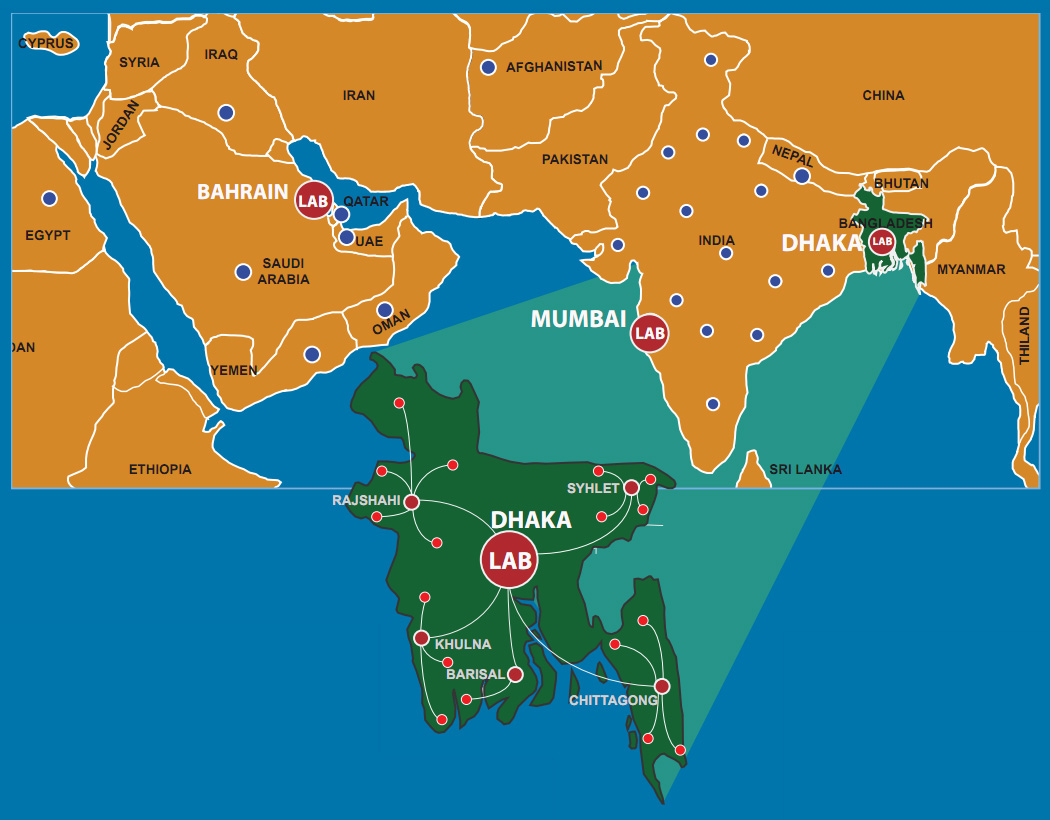 CYPRUS
SYRIA
IRAQ
JORDAN
IRAN
AFGHANISTAN
PAKISTAN
CHINA
NEPAL
BHUTAN
BANGLADESH
INDIA
MYANMAR
THILAND
BAHRAIN
LAB
QATAR
UAE
EGYPT
SAUDI
ARABIA
OMAN
YEMEN
DAN
ETHIOPIA
MUMBAI
LAB
DHAKA
LAB
SRI LANKA
RAJSHAHI
SYHLET
DHAKA
LAB
KHULNA
BARISAL
CHITTAGONG